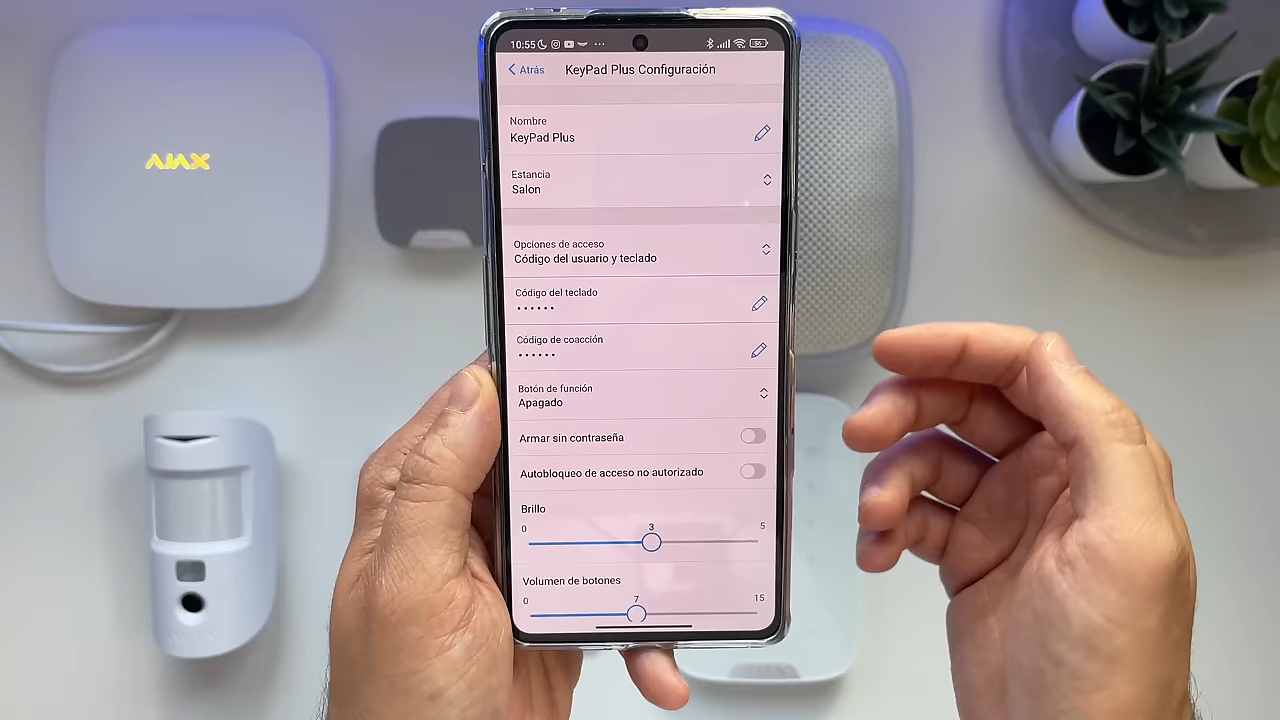 10:55
56
Atrás
KeyPad Plus Configuración
Nombre
KeyPad Plus
Estancia
Salon
Opciones de acceso
Código del usuario y teclado
Código del teclado
••••••
Código de coacción
••••••
Botón de función
Apagado
Armar sin contraseña
Autobloqueo de acceso no autorizado
Brillo
0
3
5
Volumen de botones
0
7
15
AJAX
AJAX